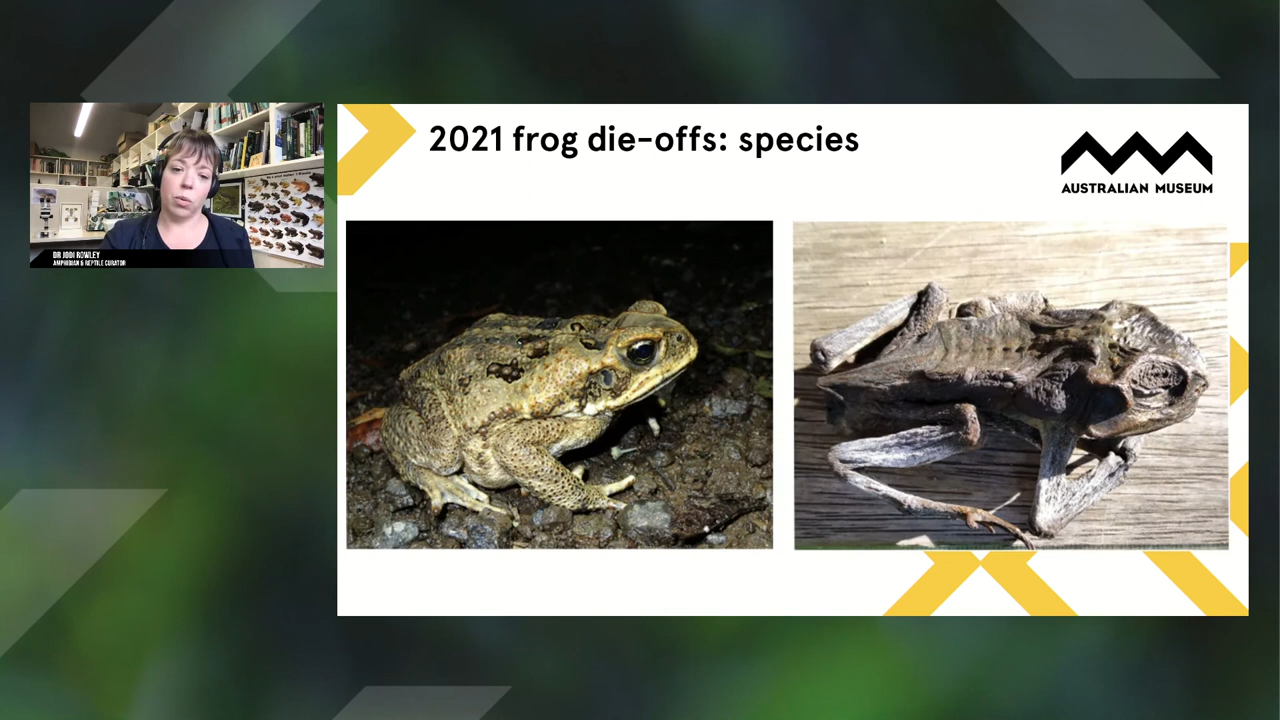 2021 frog die-offs: species
AUSTRALIAN MUSEUM
DR JODI ROWLEY
AMPHIBIAN & REPTILE CURATOR